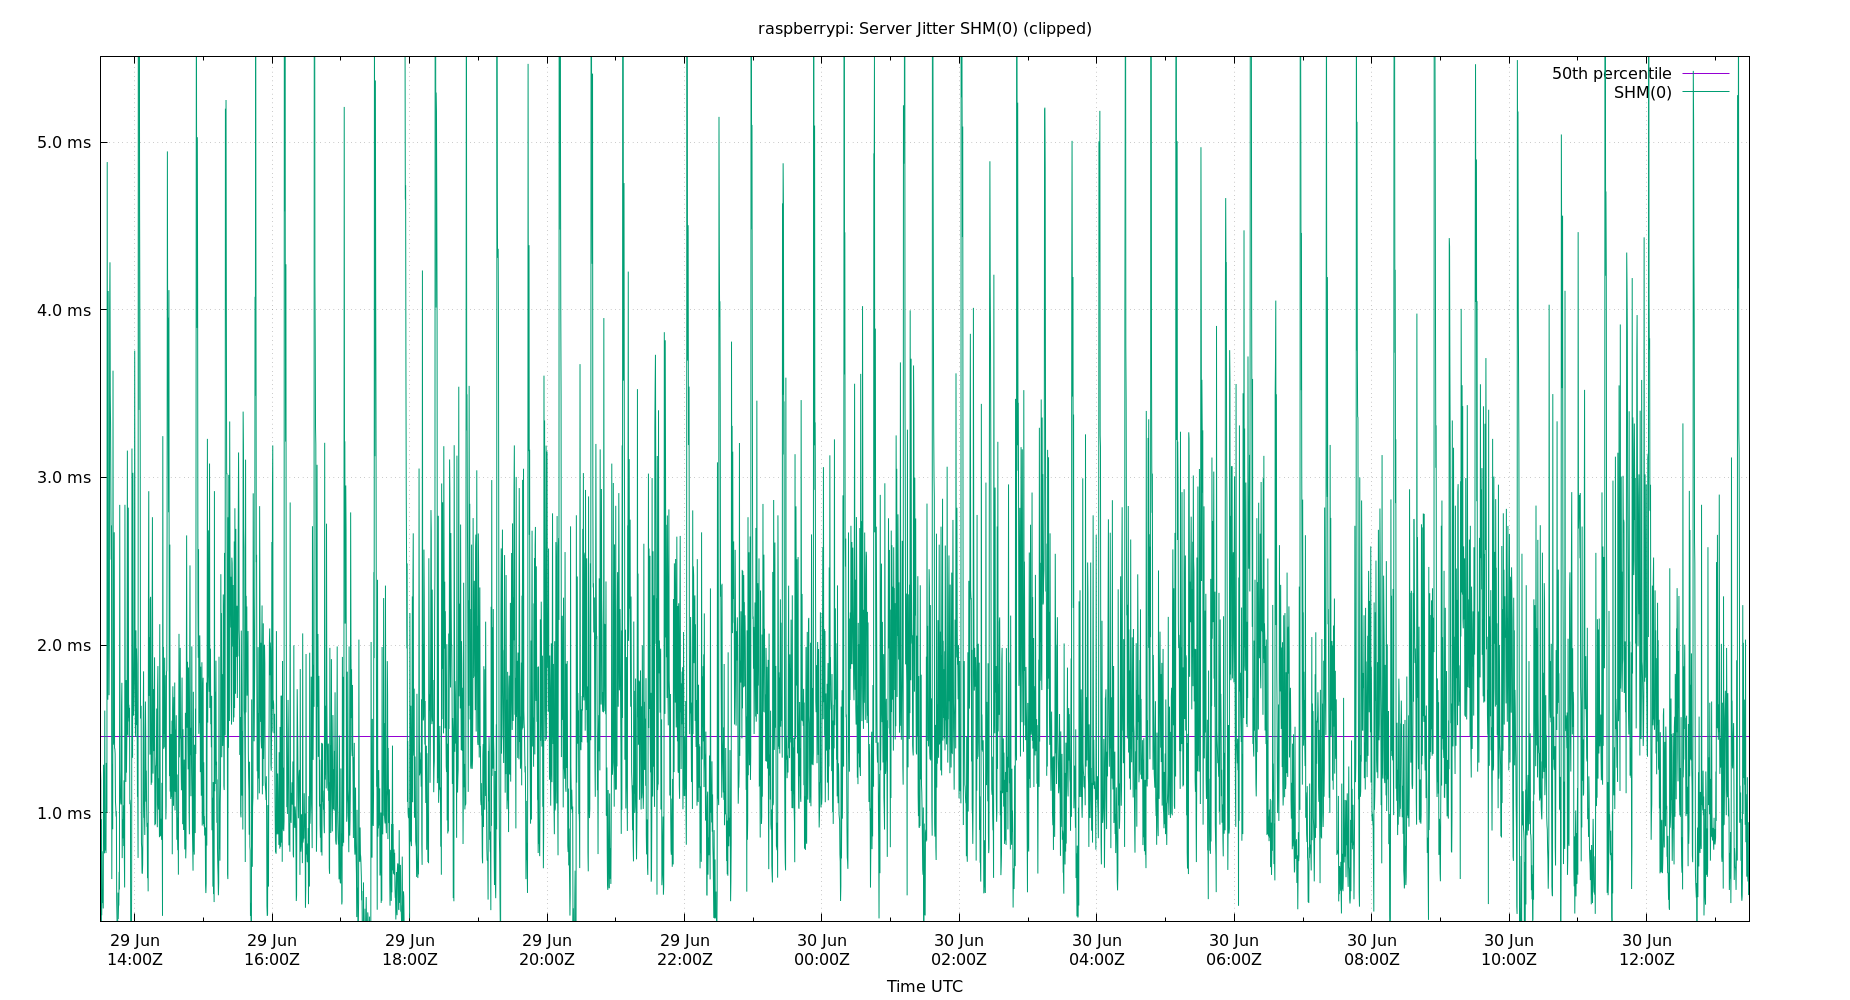 raspberrypi: Server Jitter SHM(0) (clipped)
50th percentile
SHM(0)
5.0 ms
4.0 ms
3.0 ms
2.0 ms
1.0 ms
29 Jun 29 Jun 29 Jun 29 Jun 29 Jun 30 Jun 30 Jun 30 Jun 30 Jun 30 Jun 30 Jun 30 Jun
14:00Z 16:00Z 18:00Z 20:00Z 22:00Z 00:00Z 02:00Z 04:00Z 06:00Z 08:00Z 10:00Z 12:00Z
Time UTC